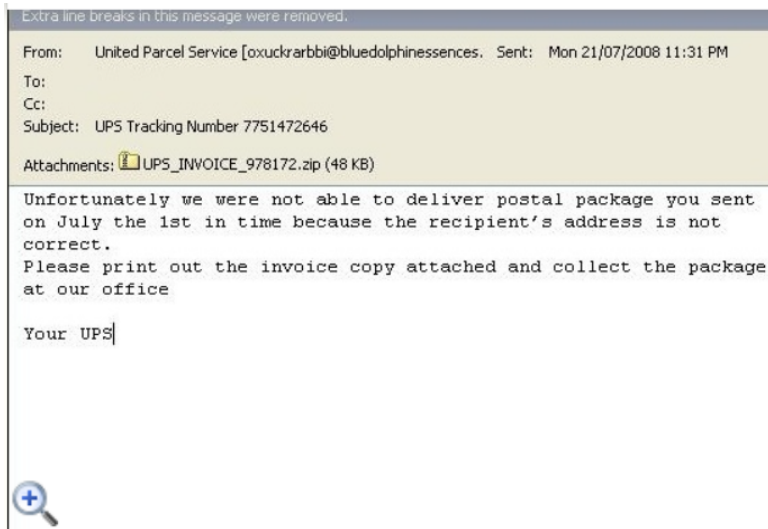 Extra line breaks in this message were removed.
From: United Parcel Service [oxuckrarbbi@bluedolphinessences. Sent: Mon 21/07/2008 11:31 PM
To:
Cc:
Subject: UPS Tracking Number 7751472646
Attachments: UPS_INVOICE_978172.zip (48 KB)
Unfortunately we were not able to deliver postal package you sent
on July the 1st in time because the recipient's address is not
correct.
Please print out the invoice copy attached and collect the package
at our office
Your UPS